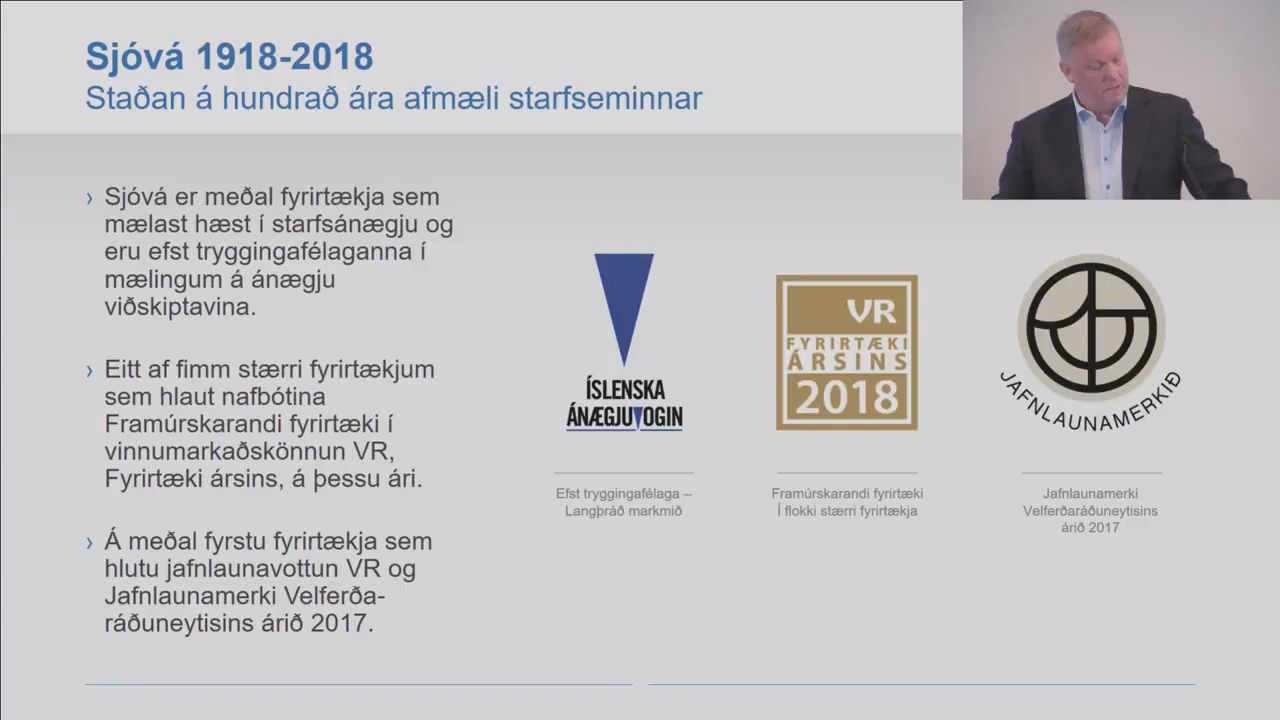 Sjóvá 1918-2018
Staðan á hundrað ára afmæli starfseminnar
› Sjóvá er meðal fyrirtækja sem
mælast hæst í starfsánægju og
eru efst tryggingafélaganna í
mælingum á ánægju
viðskiptavina.
› Eitt af fimm stærri fyrirtækjum
sem hlaut nafbótina
Framúrskarandi fyrirtæki í
vinnumarkaðskönnun VR,
Fyrirtæki ársins, á þessu ári.
› Á meðal fyrstu fyrirtækja sem
hlutu jafnlaunavottun VR og
Jafnlaunamerki Velferða-
ráðuneytisins árið 2017.
ÍSLENSKA
ÁNÆGJUVOGIN
Efst tryggingafélaga –
Langþráð markmið
VR
FYRIRTÆKI
ÁRSINS
2018
Framúrskarandi fyrirtæki
Í flokki stærri fyrirtækja
JAFNLAUNAMERKIÐ
Jafnlaunamerki
Velferðaráðuneytisins
árið 2017